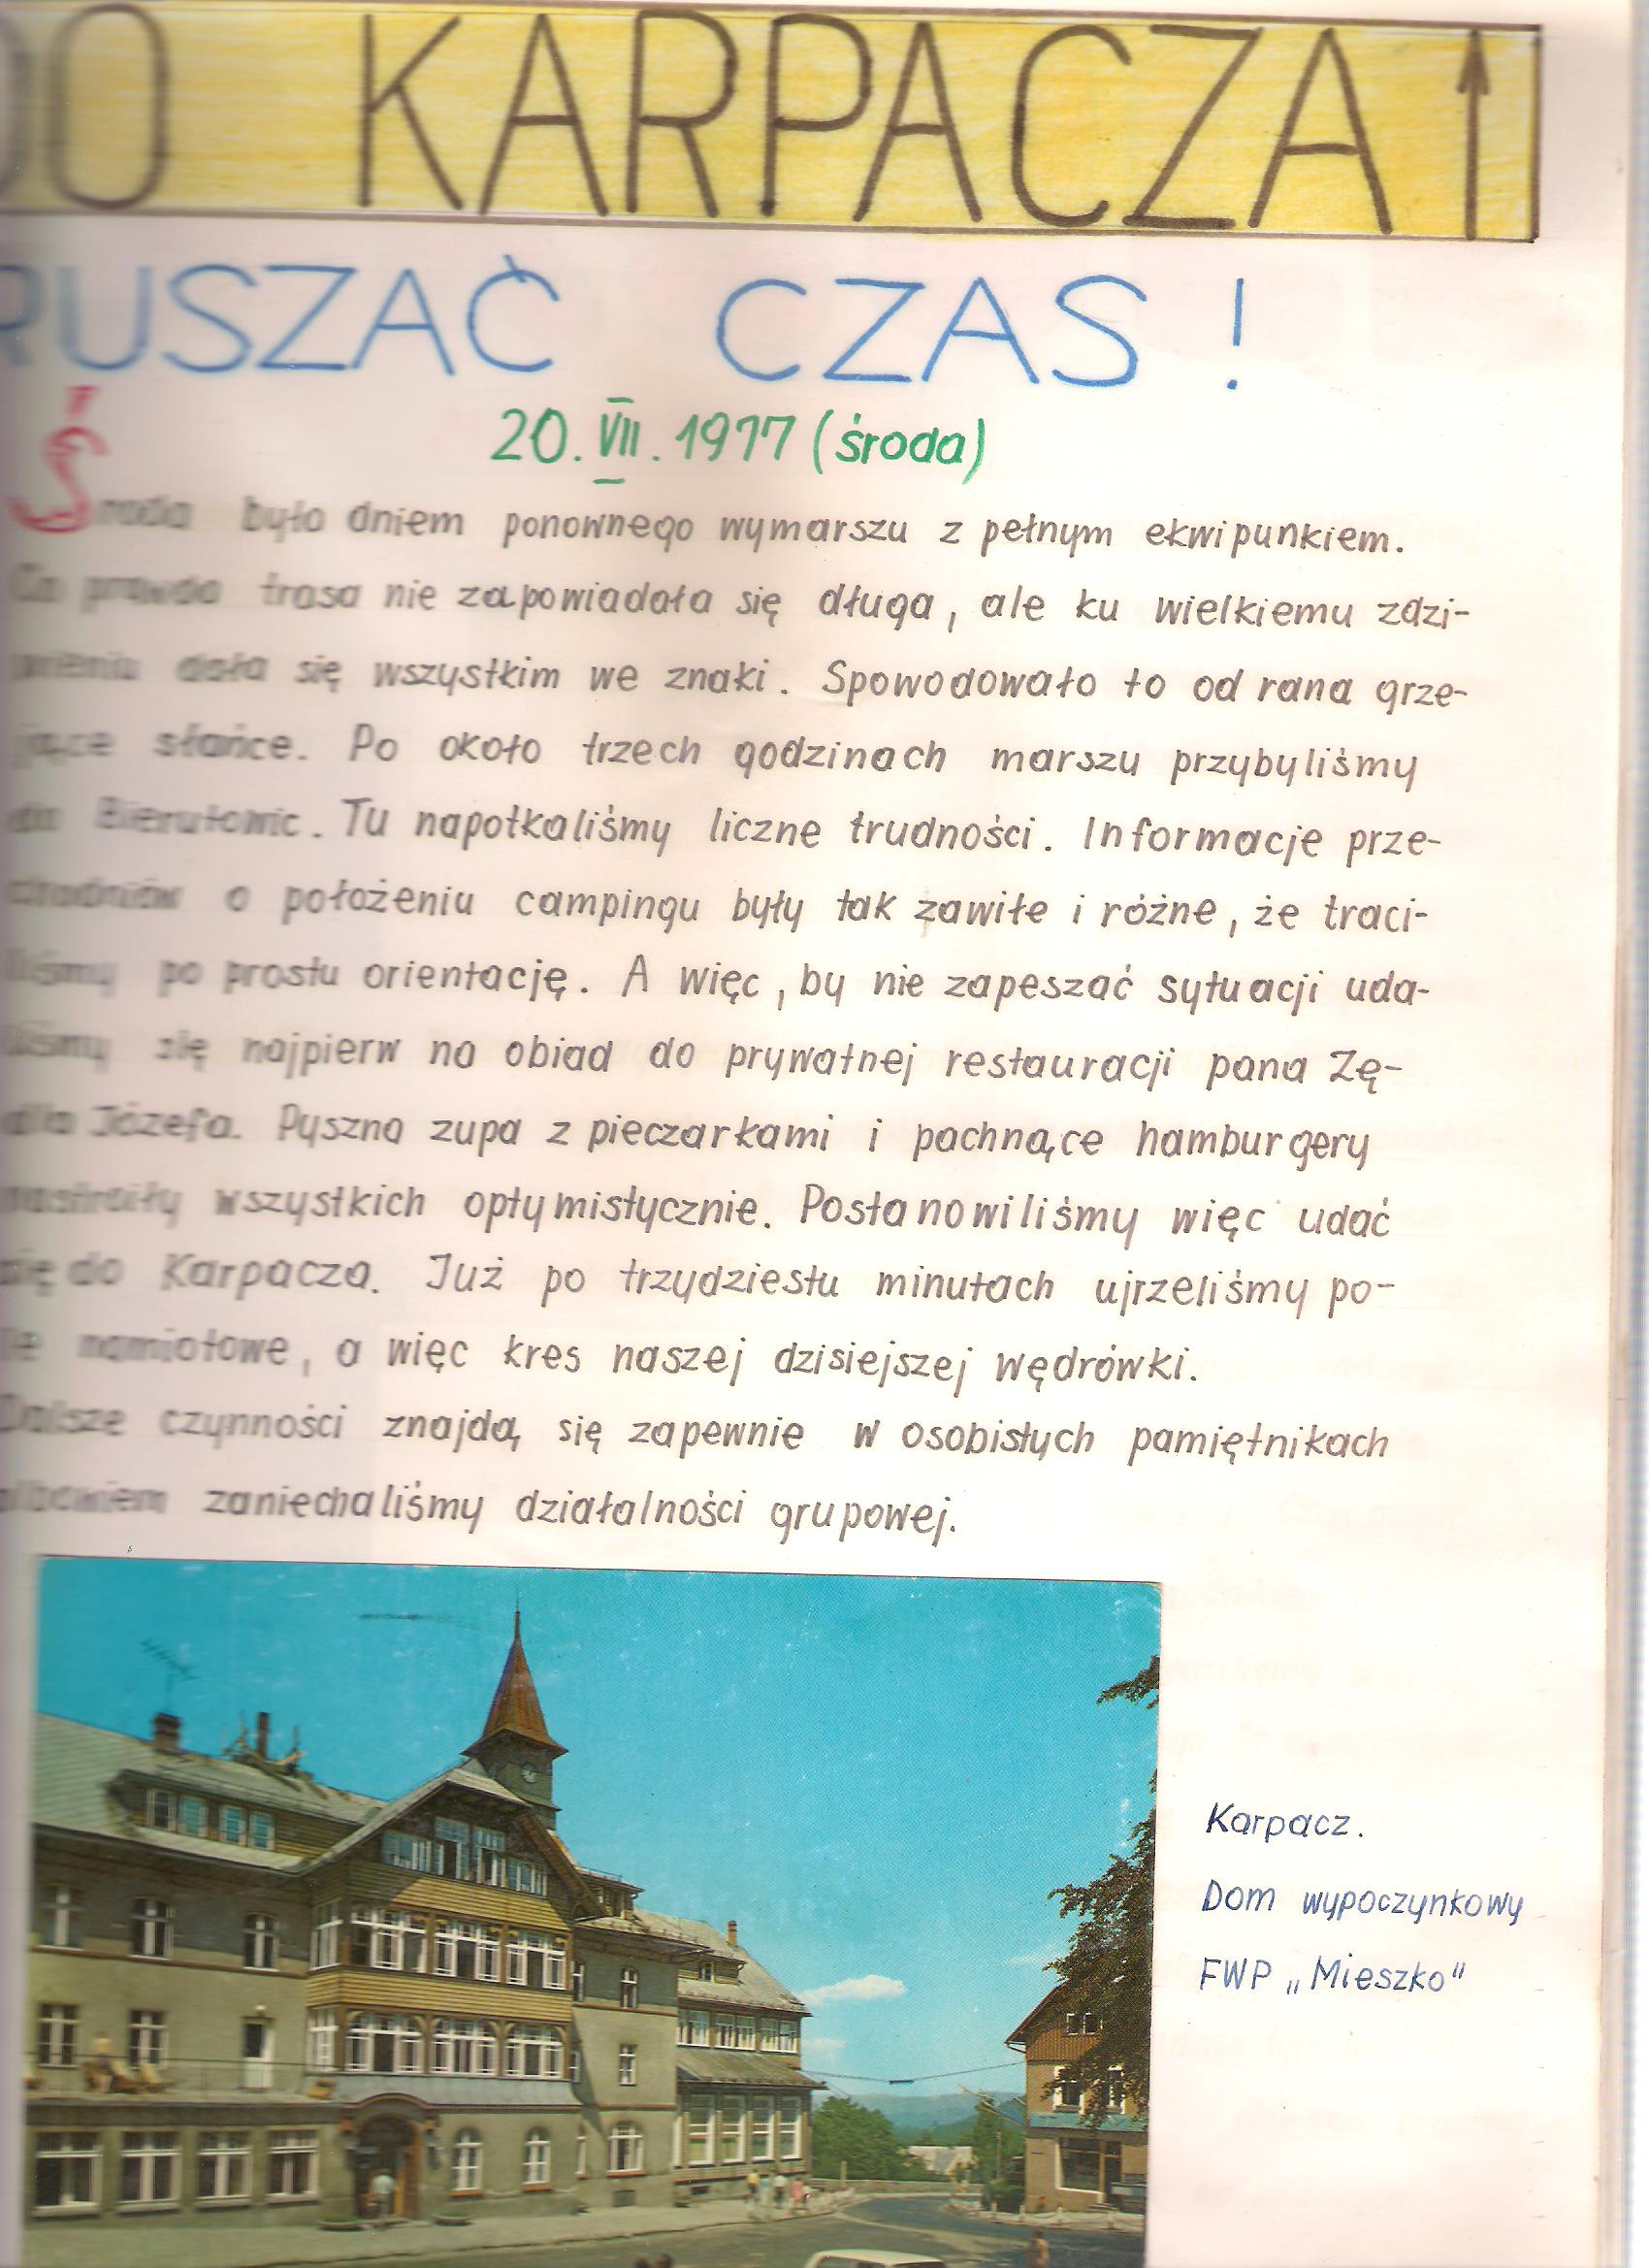 DO KARPACZA
RUSZAĆ CZAS!
20. VII. 1977 (środa)
Środa była dniem ponownego wymarszu z pełnym ekwipunkiem.
Co prawda trasa nie zapowiadała się długa, ale ku wielkiemu zdzi-
wieniu dała się wszystkim we znaki. Spowodowało to od rana grze-
jące słońce. Po około trzech godzinach marszu przybyliśmy
do Bierutowic. Tu napotkaliśmy liczne trudności. Informacje prze-
chodniów o położeniu campingu były tak zawiłe i różne, że traci-
liśmy po prostu orientację. A więc, by nie zapeszać sytuacji uda-
liśmy się najpierw na obiad do prywatnej restauracji pana Zę-
dla Józefa. Pyszna zupa z pieczarkami i pachnące hamburgery
nastroiły wszystkich optymistycznie. Postanowiliśmy więc udać
się do Karpacza. Już po trzydziestu minutach ujrzeliśmy po-
le namiotowe, a więc kres naszej dzisiejszej wędrówki.
Dalsze czynności znajdą się zapewnie w osobistych pamiętnikach
albowiem zaniechaliśmy działalności grupowej.
Karpacz.
Dom wypoczynkowy
FWP „Mieszko"